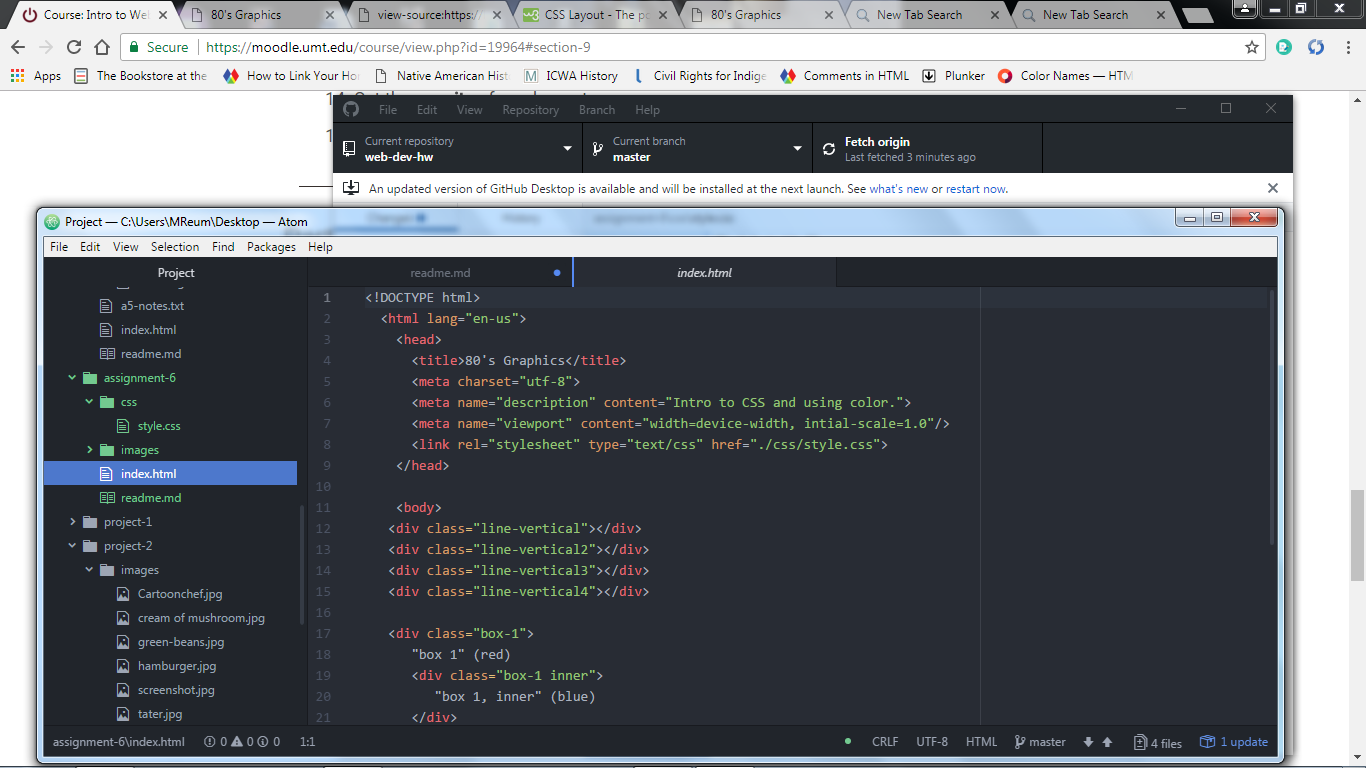 Course: Intro to Wel
80's Graphics
view-source:https:/
CSS Layout - The po
80's Graphics
New Tab Search
New Tab Search
Secure
https://moodle.umt.edu/course/view.php?id=19964#section-9
Apps
The Bookstore at the
How to Link Your Ho
Native American Hist
ICWA History
Civil Rights for Indige
Comments in HTML
Plunker
Color Names — HTM
File Edit View Repository Branch Help
Current repository
web-dev-hw
Current branch
master
Fetch origin
Last fetched 3 minutes ago
An updated version of GitHub Desktop is available and will be installed at the next launch. See what's new or restart now.
Changes
History
Project — C:\Users\MReum\Desktop — Atom
File Edit View Selection Find Packages Help
Project
a5-notes.txt
index.html
readme.md
assignment-6
css
style.css
images
index.html
readme.md
project-1
project-2
images
Cartoonchef.jpg
cream of mushroom.jpg
green-beans.jpg
hamburger.jpg
screenshot.jpg
tater.jpg
readme.md
index.html
1 <!DOCTYPE html>
2 <html lang="en-us">
3 <head>
4 <title>80's Graphics</title>
5 <meta charset="utf-8">
6 <meta name="description" content="Intro to CSS and using color.">
7 <meta name="viewport" content="width=device-width, intial-scale=1.0"/>
8 <link rel="stylesheet" type="text/css" href="./css/style.css">
9 </head>
10
11 <body>
12 <div class="line-vertical"></div>
13 <div class="line-vertical2"></div>
14 <div class="line-vertical3"></div>
15 <div class="line-vertical4"></div>
16
17 <div class="box-1">
18 "box 1" (red)
19 <div class="box-1 inner">
20 "box 1, inner" (blue)
21 </div>
assignment-6\index.html 0 0 0 1:1
CRLF UTF-8 HTML master 4 files 1 update